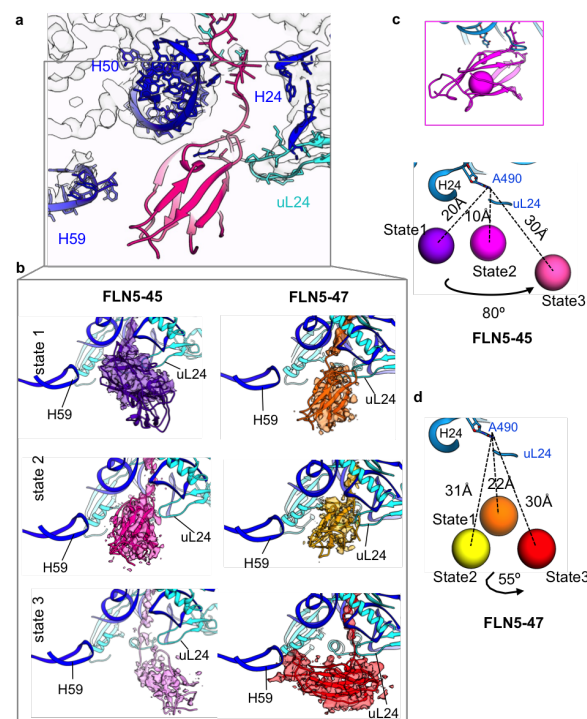 a
H50
H24
uL24
H59
b
FLN5-45
FLN5-47
state 1
uL24
H59
uL24
H59
state 2
uL24
H59
uL24
H59
state 3
uL24
H59
H59
uL24
c
A490
H24
uL24
20Å
10Å
30Å
State1
State2
State3
80º
FLN5-45
d
A490
H24
uL24
31Å
22Å
30Å
State1
State2
State3
55º
FLN5-47